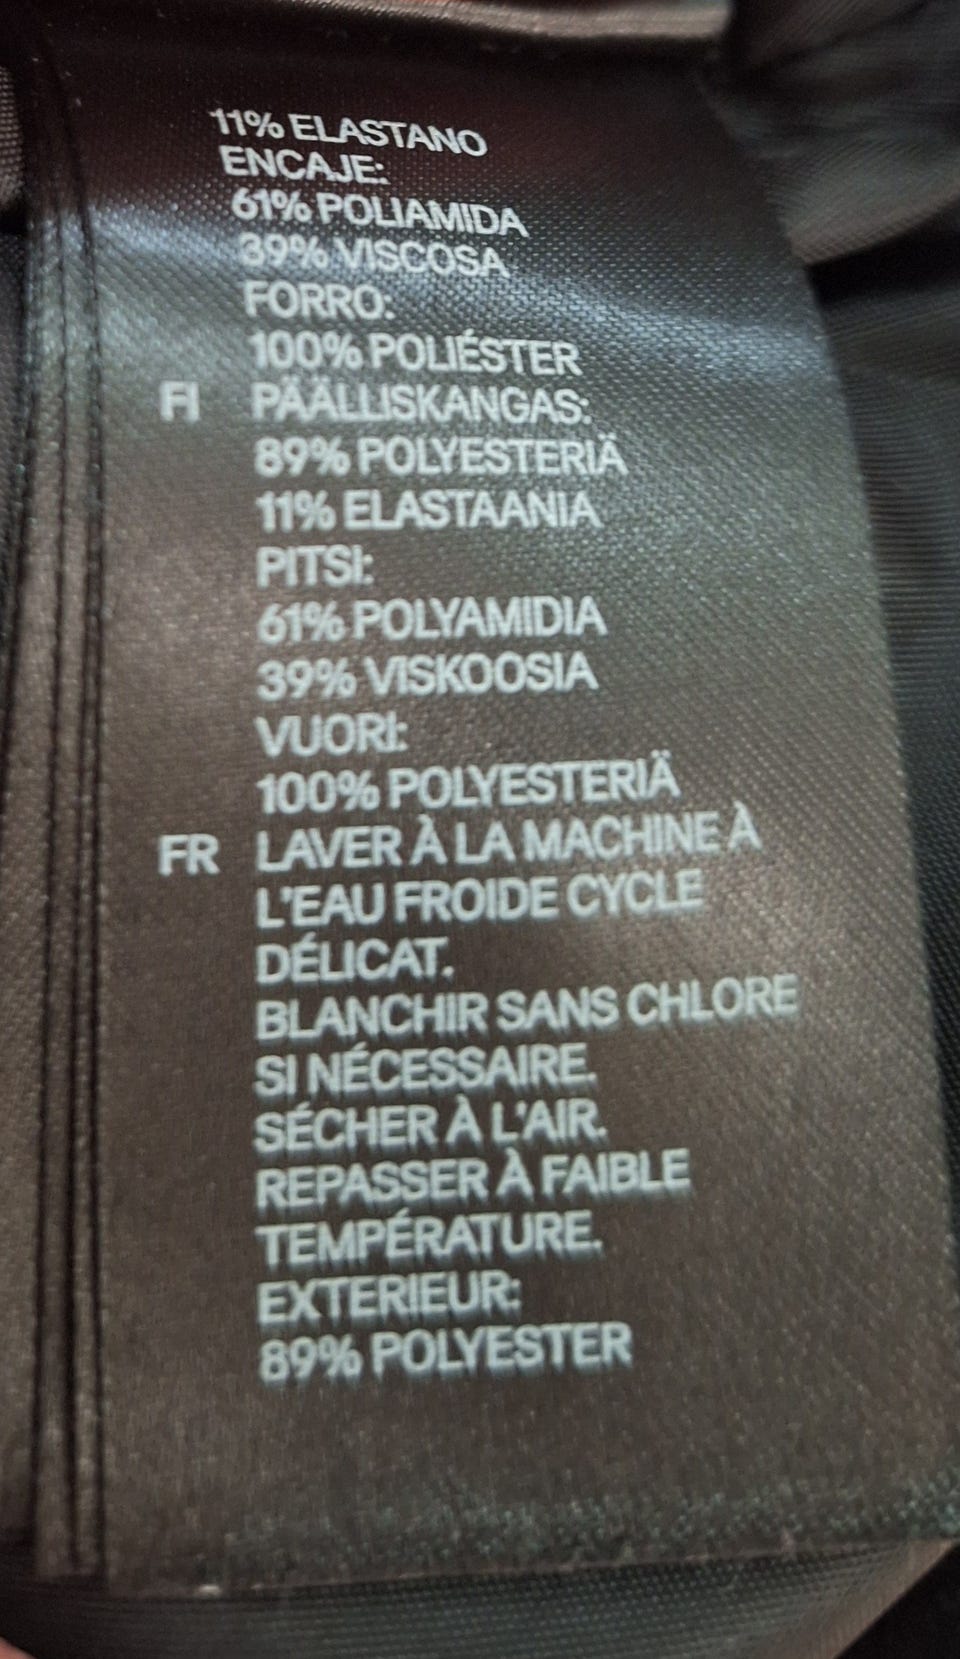 11% ELASTANO
ENCAJE:
61% POLIAMIDA
39% VISCOSA
FORRO:
100% POLIÉSTER
FI PÄÄLLISKANGAS:
89% POLYESTERIÄ
11% ELASTAANIA
PITSI:
61% POLYAMIDIA
39% VISKOOSIA
VUORI:
100% POLYESTERIÄ
FR LAVER À LA MACHINE À
L'EAU FROIDE CYCLE
DÉLICAT.
BLANCHIR SANS CHLORE
SI NÉCESSAIRE.
SÉCHER À L'AIR.
REPASSER À FAIBLE
TEMPÉRATURE.
EXTERIEUR:
89% POLYESTER